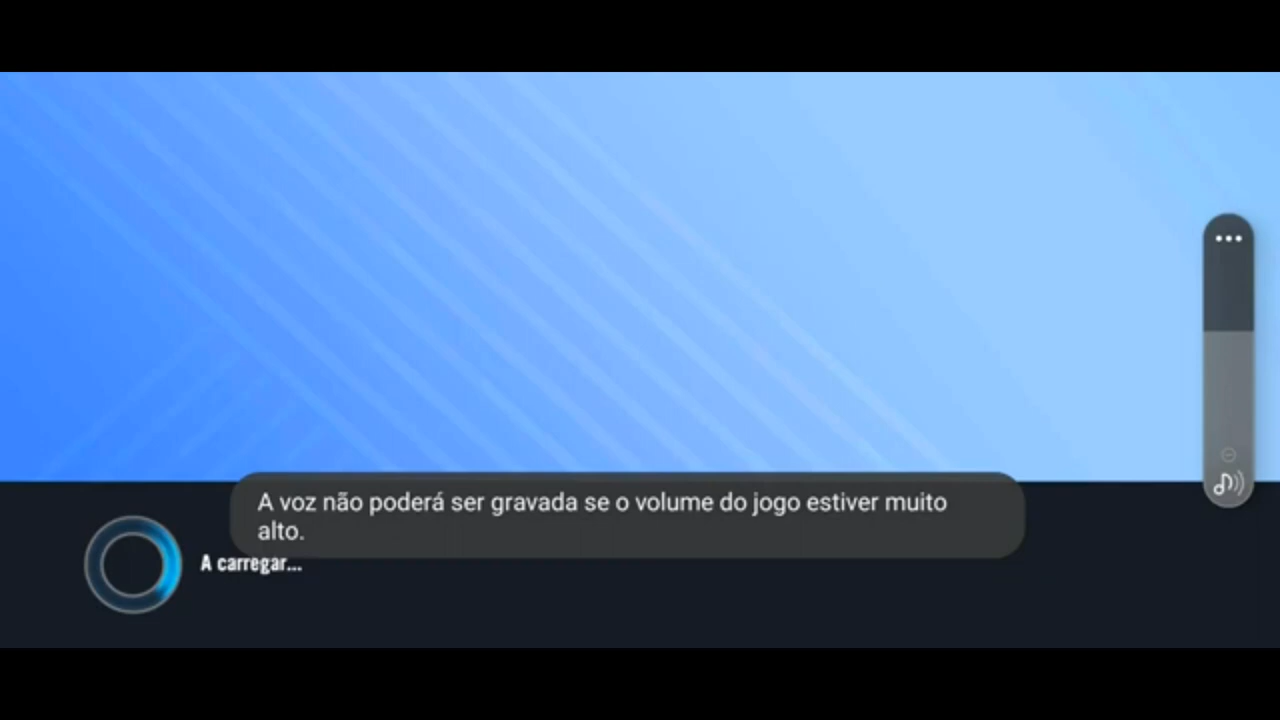 A voz não poderá ser gravada se o volume do jogo estiver muito
alto.
A carregar...